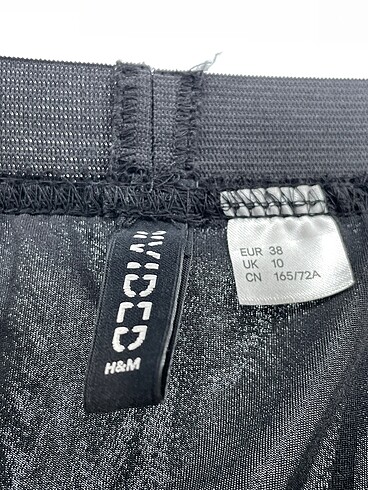 DIVIDED
H&M
EUR 38
UK 10
CN 165/72A